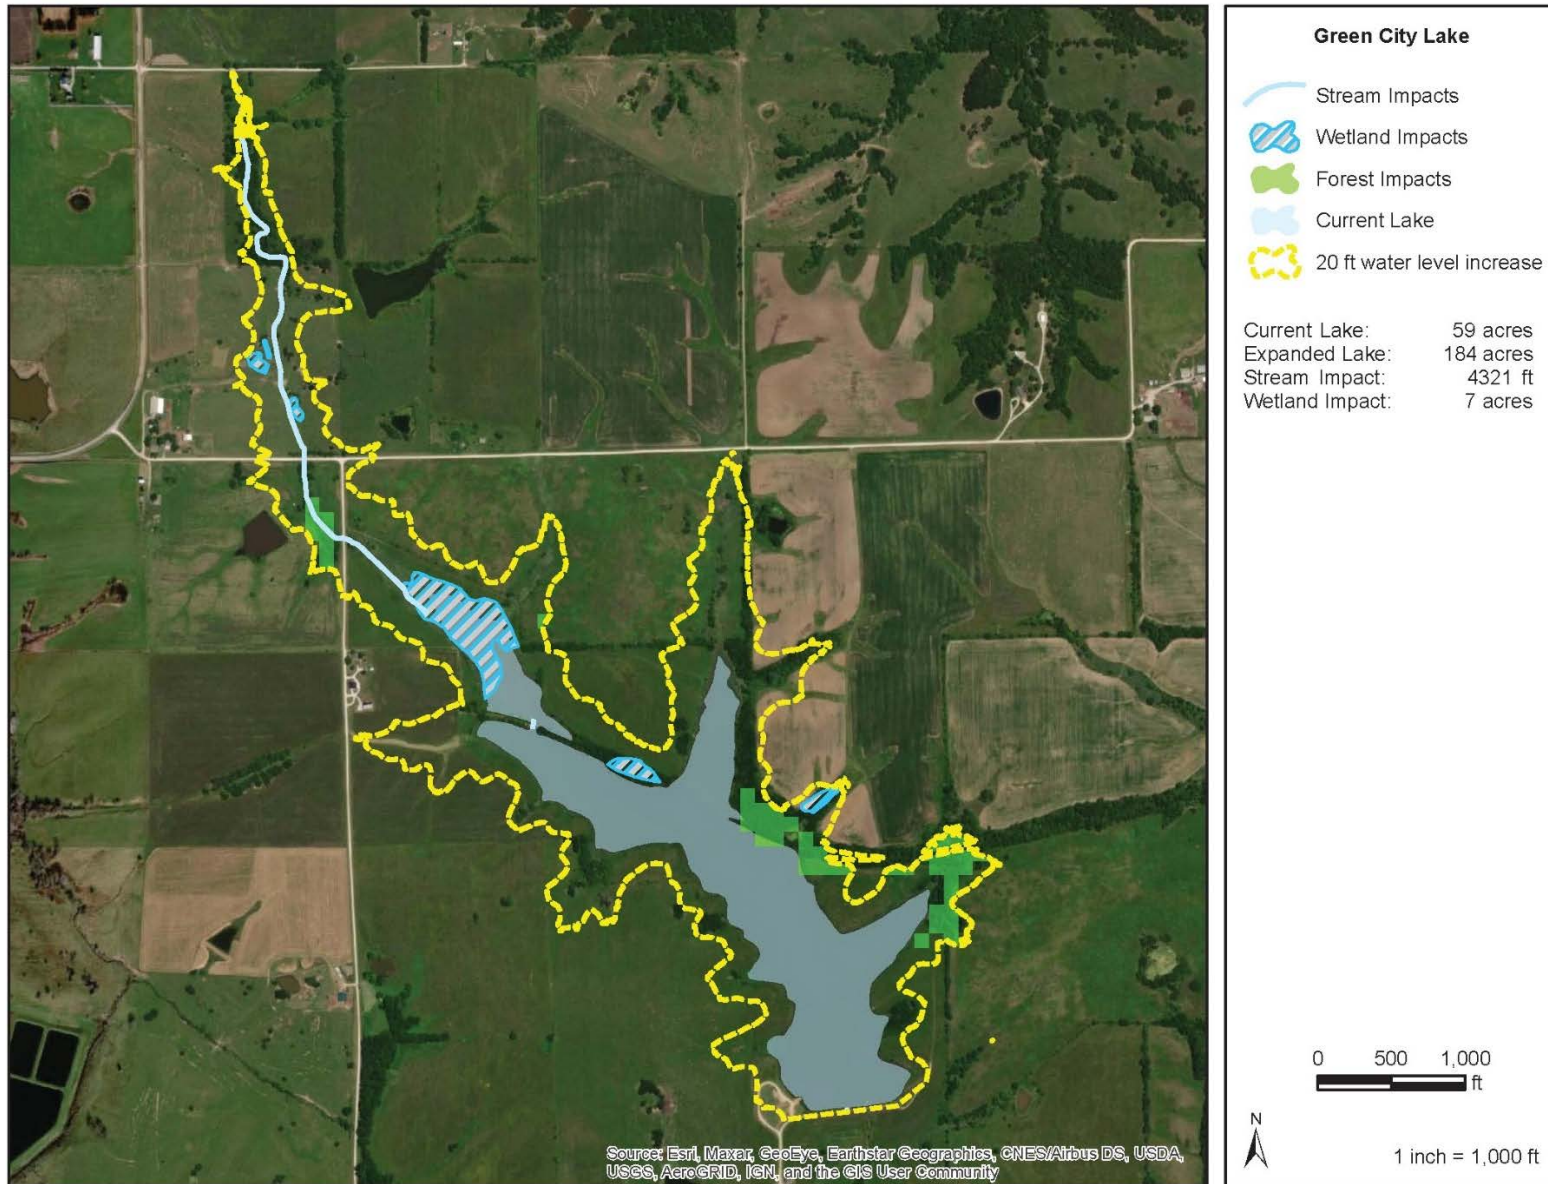 Green City Lake
Stream Impacts
Wetland Impacts
Forest Impacts
Current Lake
20 ft water level increase
Current Lake: 59 acres
Expanded Lake: 184 acres
Stream Impact: 4321 ft
Wetland Impact: 7 acres
0 500 1,000
ft
N
1 inch = 1,000 ft
Source: Esri, Maxar, GeoEye, Earthstar Geographics, CNES/Airbus DS, USDA,
USGS, AeroGRID, IGN, and the GIS User Community